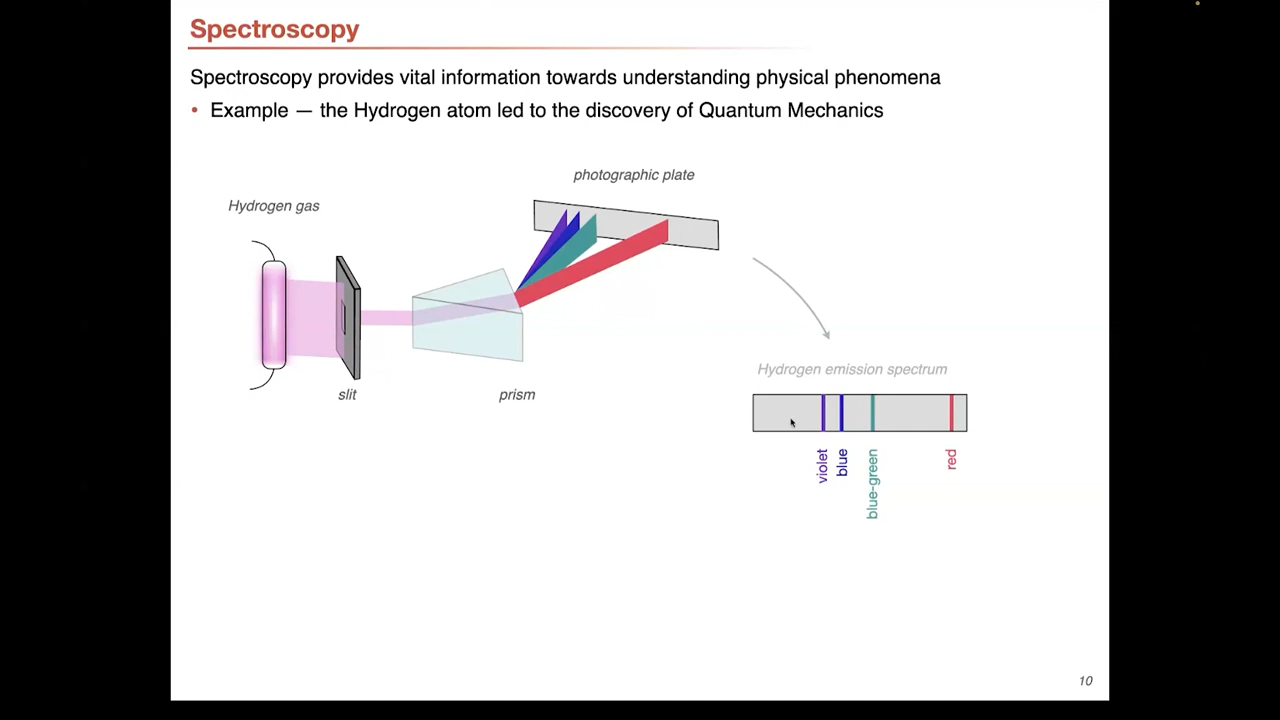 Spectroscopy
Spectroscopy provides vital information towards understanding physical phenomena
• Example — the Hydrogen atom led to the discovery of Quantum Mechanics
photographic plate
Hydrogen gas
slit
prism
Hydrogen emission spectrum
violet
blue
blue-green
red
10